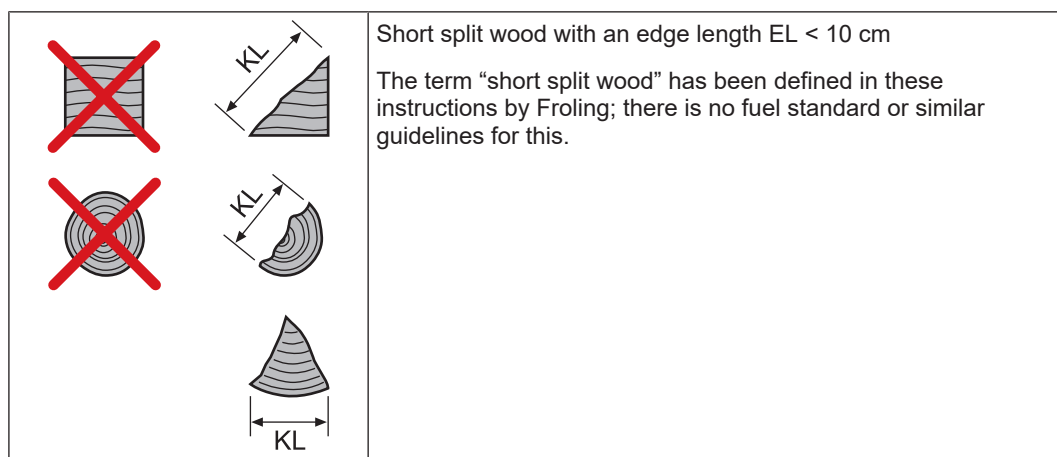 KL
Short split wood with an edge length EL < 10 cm
The term “short split wood” has been defined in these
instructions by Froling; there is no fuel standard or similar
guidelines for this.
KL
KL